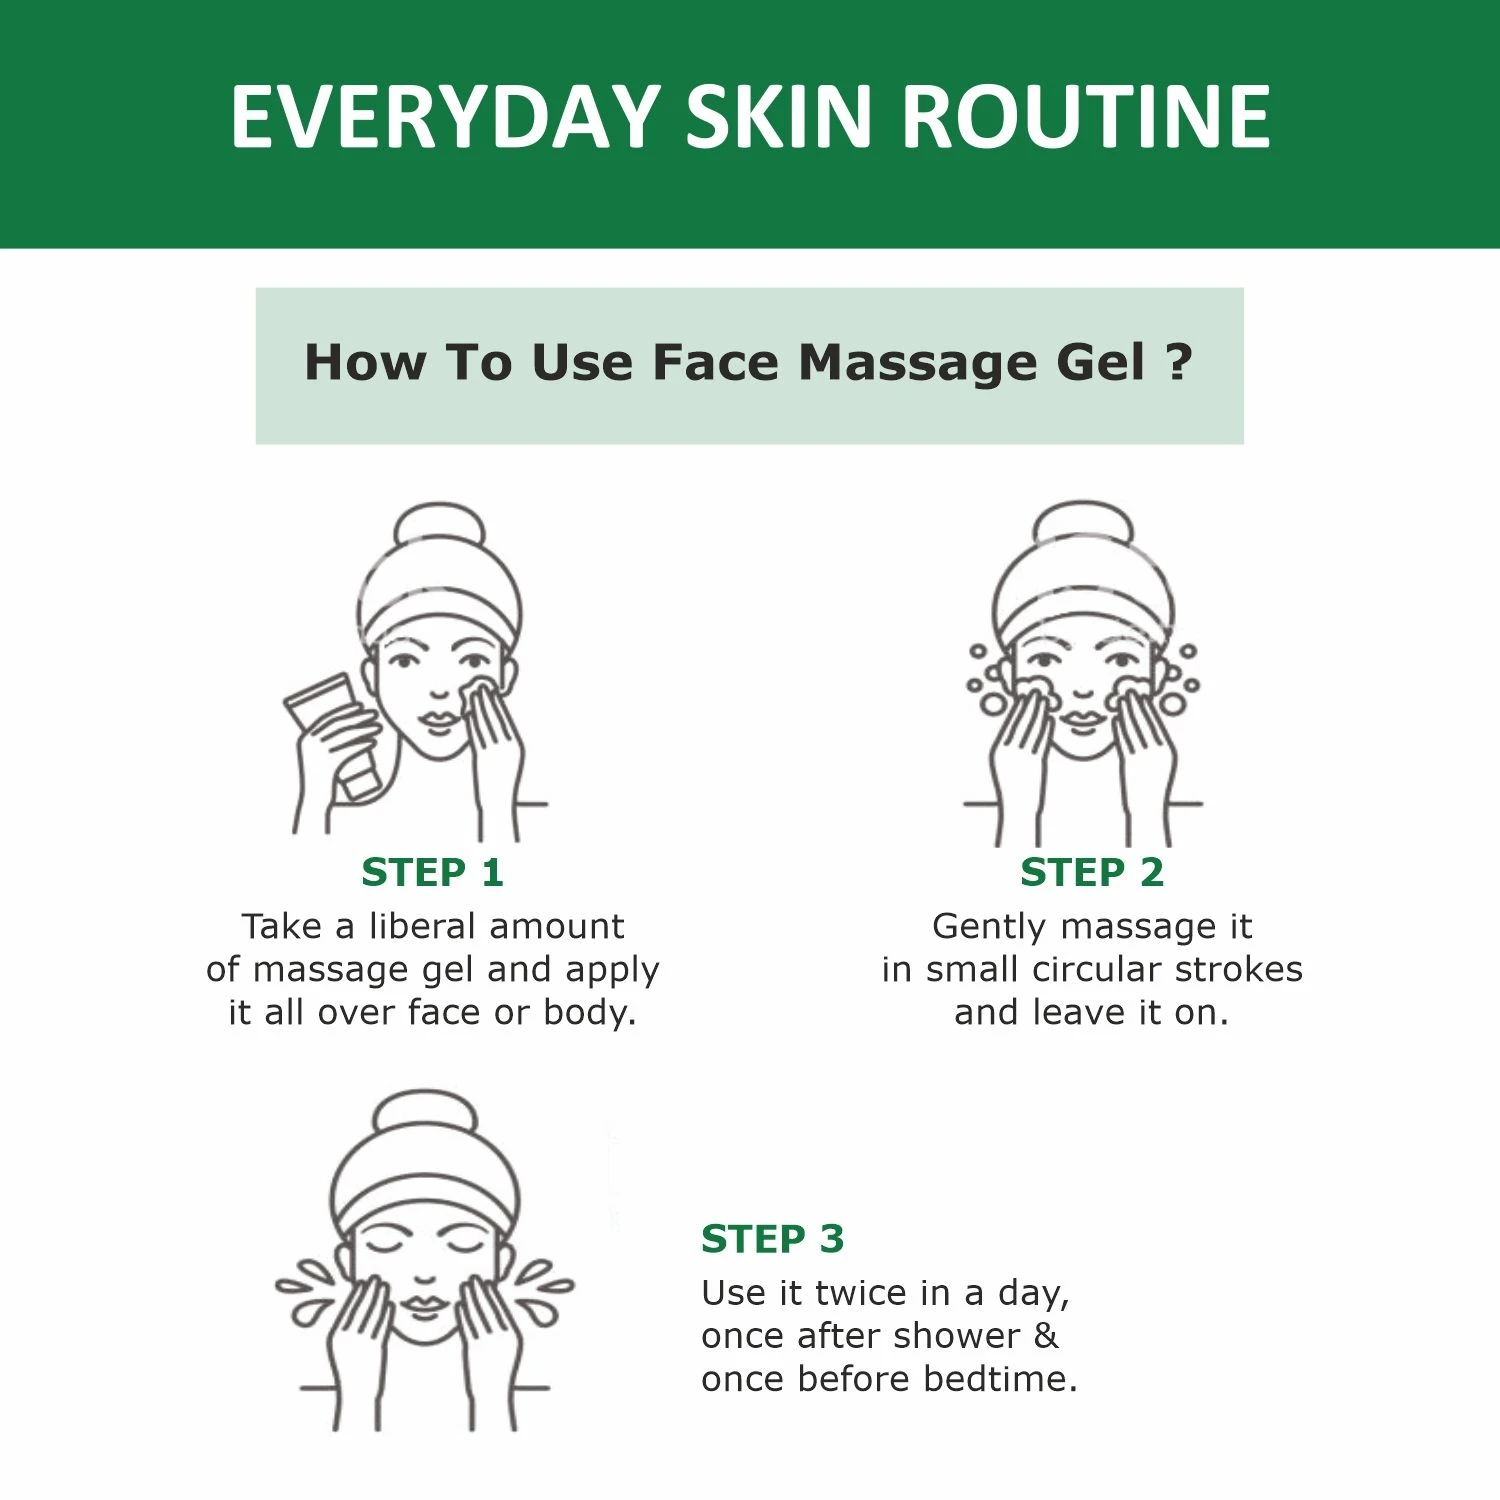 EVERYDAY SKIN ROUTINE
How To Use Face Massage Gel ?
STEP 1
Take a liberal amount
of massage gel and apply
it all over face or body.
STEP 2
Gently massage it
in small circular strokes
and leave it on.
STEP 3
Use it twice in a day,
once after shower &
once before bedtime.